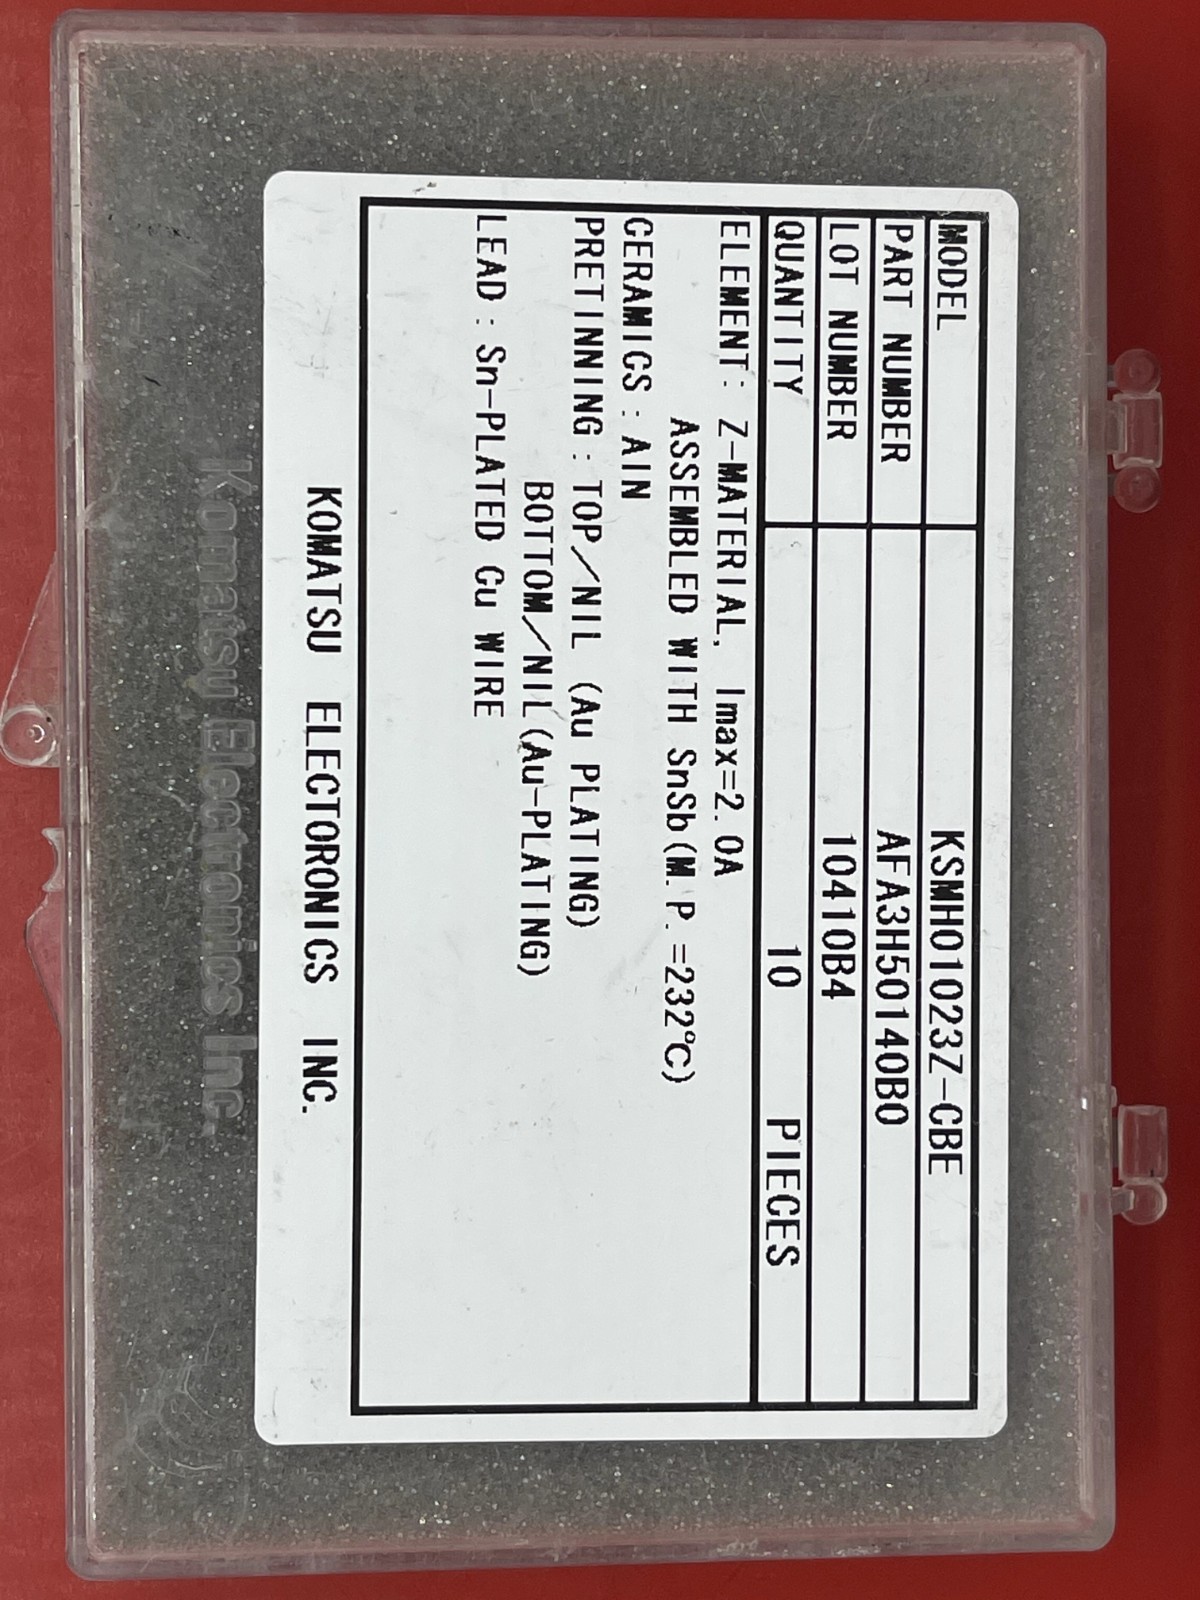 MODEL KSMH01023Z-CBE
PART NUMBER AFA3H50140B0
LOT NUMBER 10410B4
QUANTITY 10 PIECES
ELEMENT: Z-MATERIAL, Imax=2.0A
ASSEMBLED WITH SnSb(M.P.=232℃)
CERAMICS: AlN
PRETINNING: TOP/NIL (Au PLATING)
BOTTOM/NIL(Au-PLATING)
LEAD: Sn-PLATED Cu WIRE
KOMATSU ELECTORONICS INC.
Komatsu Electronics Inc.